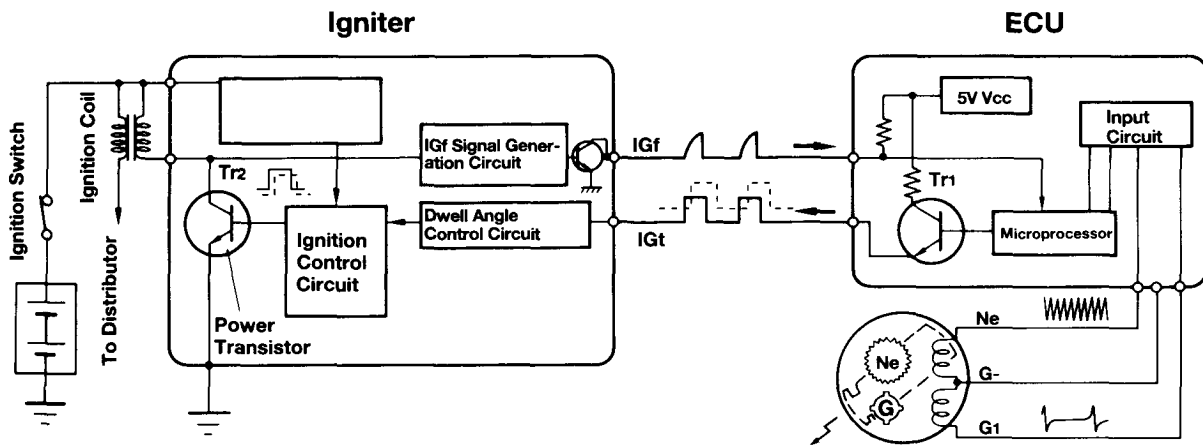 Igniter
ECU
Ignition Switch
Ignition Coil
To Distributor
IGf Signal Gener-
ation Circuit
Tr2
Ignition
Control
Circuit
Dwell Angle
Control Circuit
Power
Transistor
IGf
IGt
5V Vcc
Input
Circuit
Tr1
Microprocessor
Ne
G-
G1
Ne
G